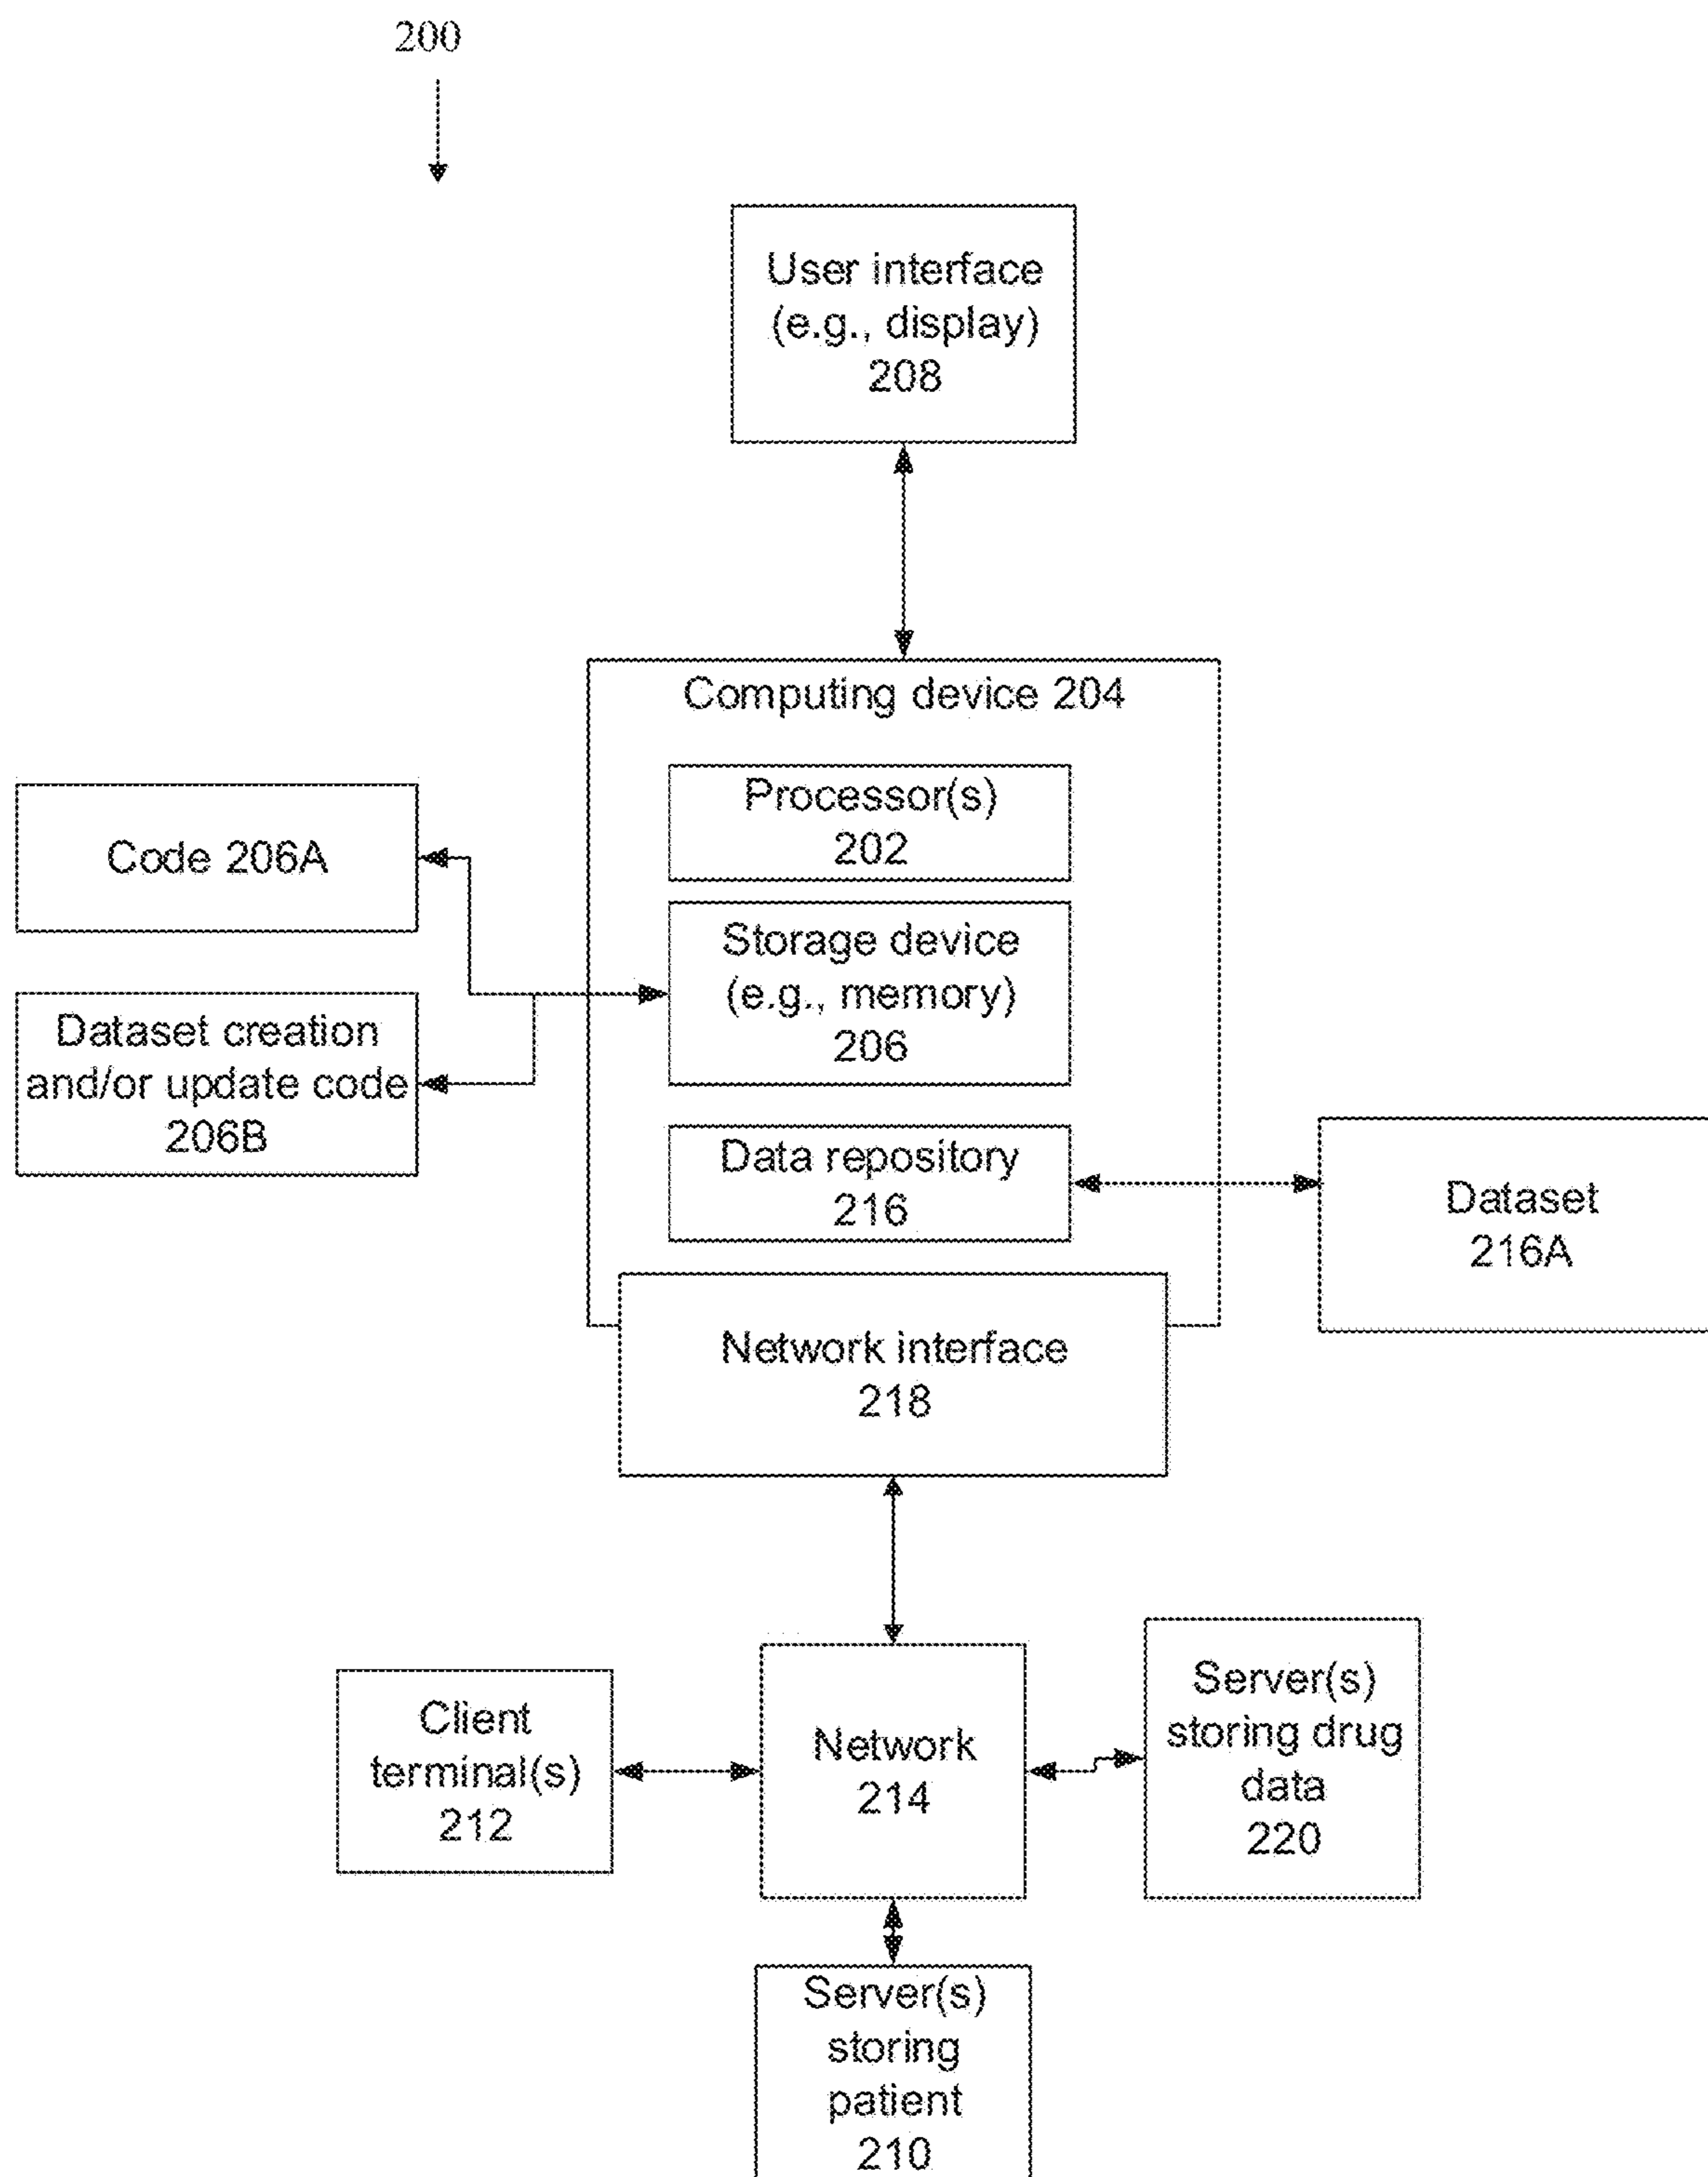 200
User interface
(e.g., display)
208
Computing device 204
Processor(s)
202
Code 206A
Storage device
(e.g., memory)
206
Dataset creation
and/or update code
206B
Data repository
216
Dataset
216A
Network interface
218
Client
terminal(s)
212
Network
214
Server(s)
storing drug
data
220
Server(s)
storing
patient
210